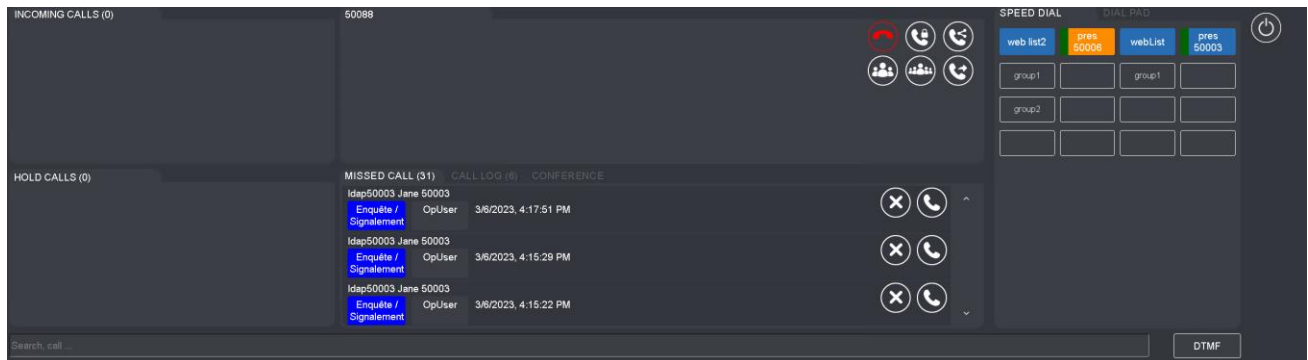 INCOMING CALLS (0)
50088
SPEED DIAL
DIAL PAD
web list2
pres
50006
webList
pres
50003
group1
group1
group2
HOLD CALLS (0)
MISSED CALL (31)
CALL LOG (6)
CONFERENCE
ldap50003 Jane 50003
Enquête /
Signalement
OpUser
3/6/2023, 4:17:51 PM
ldap50003 Jane 50003
Enquête /
Signalement
OpUser
3/6/2023, 4:15:29 PM
ldap50003 Jane 50003
Enquête /
Signalement
OpUser
3/6/2023, 4:15:22 PM
Search, call ...
DTMF